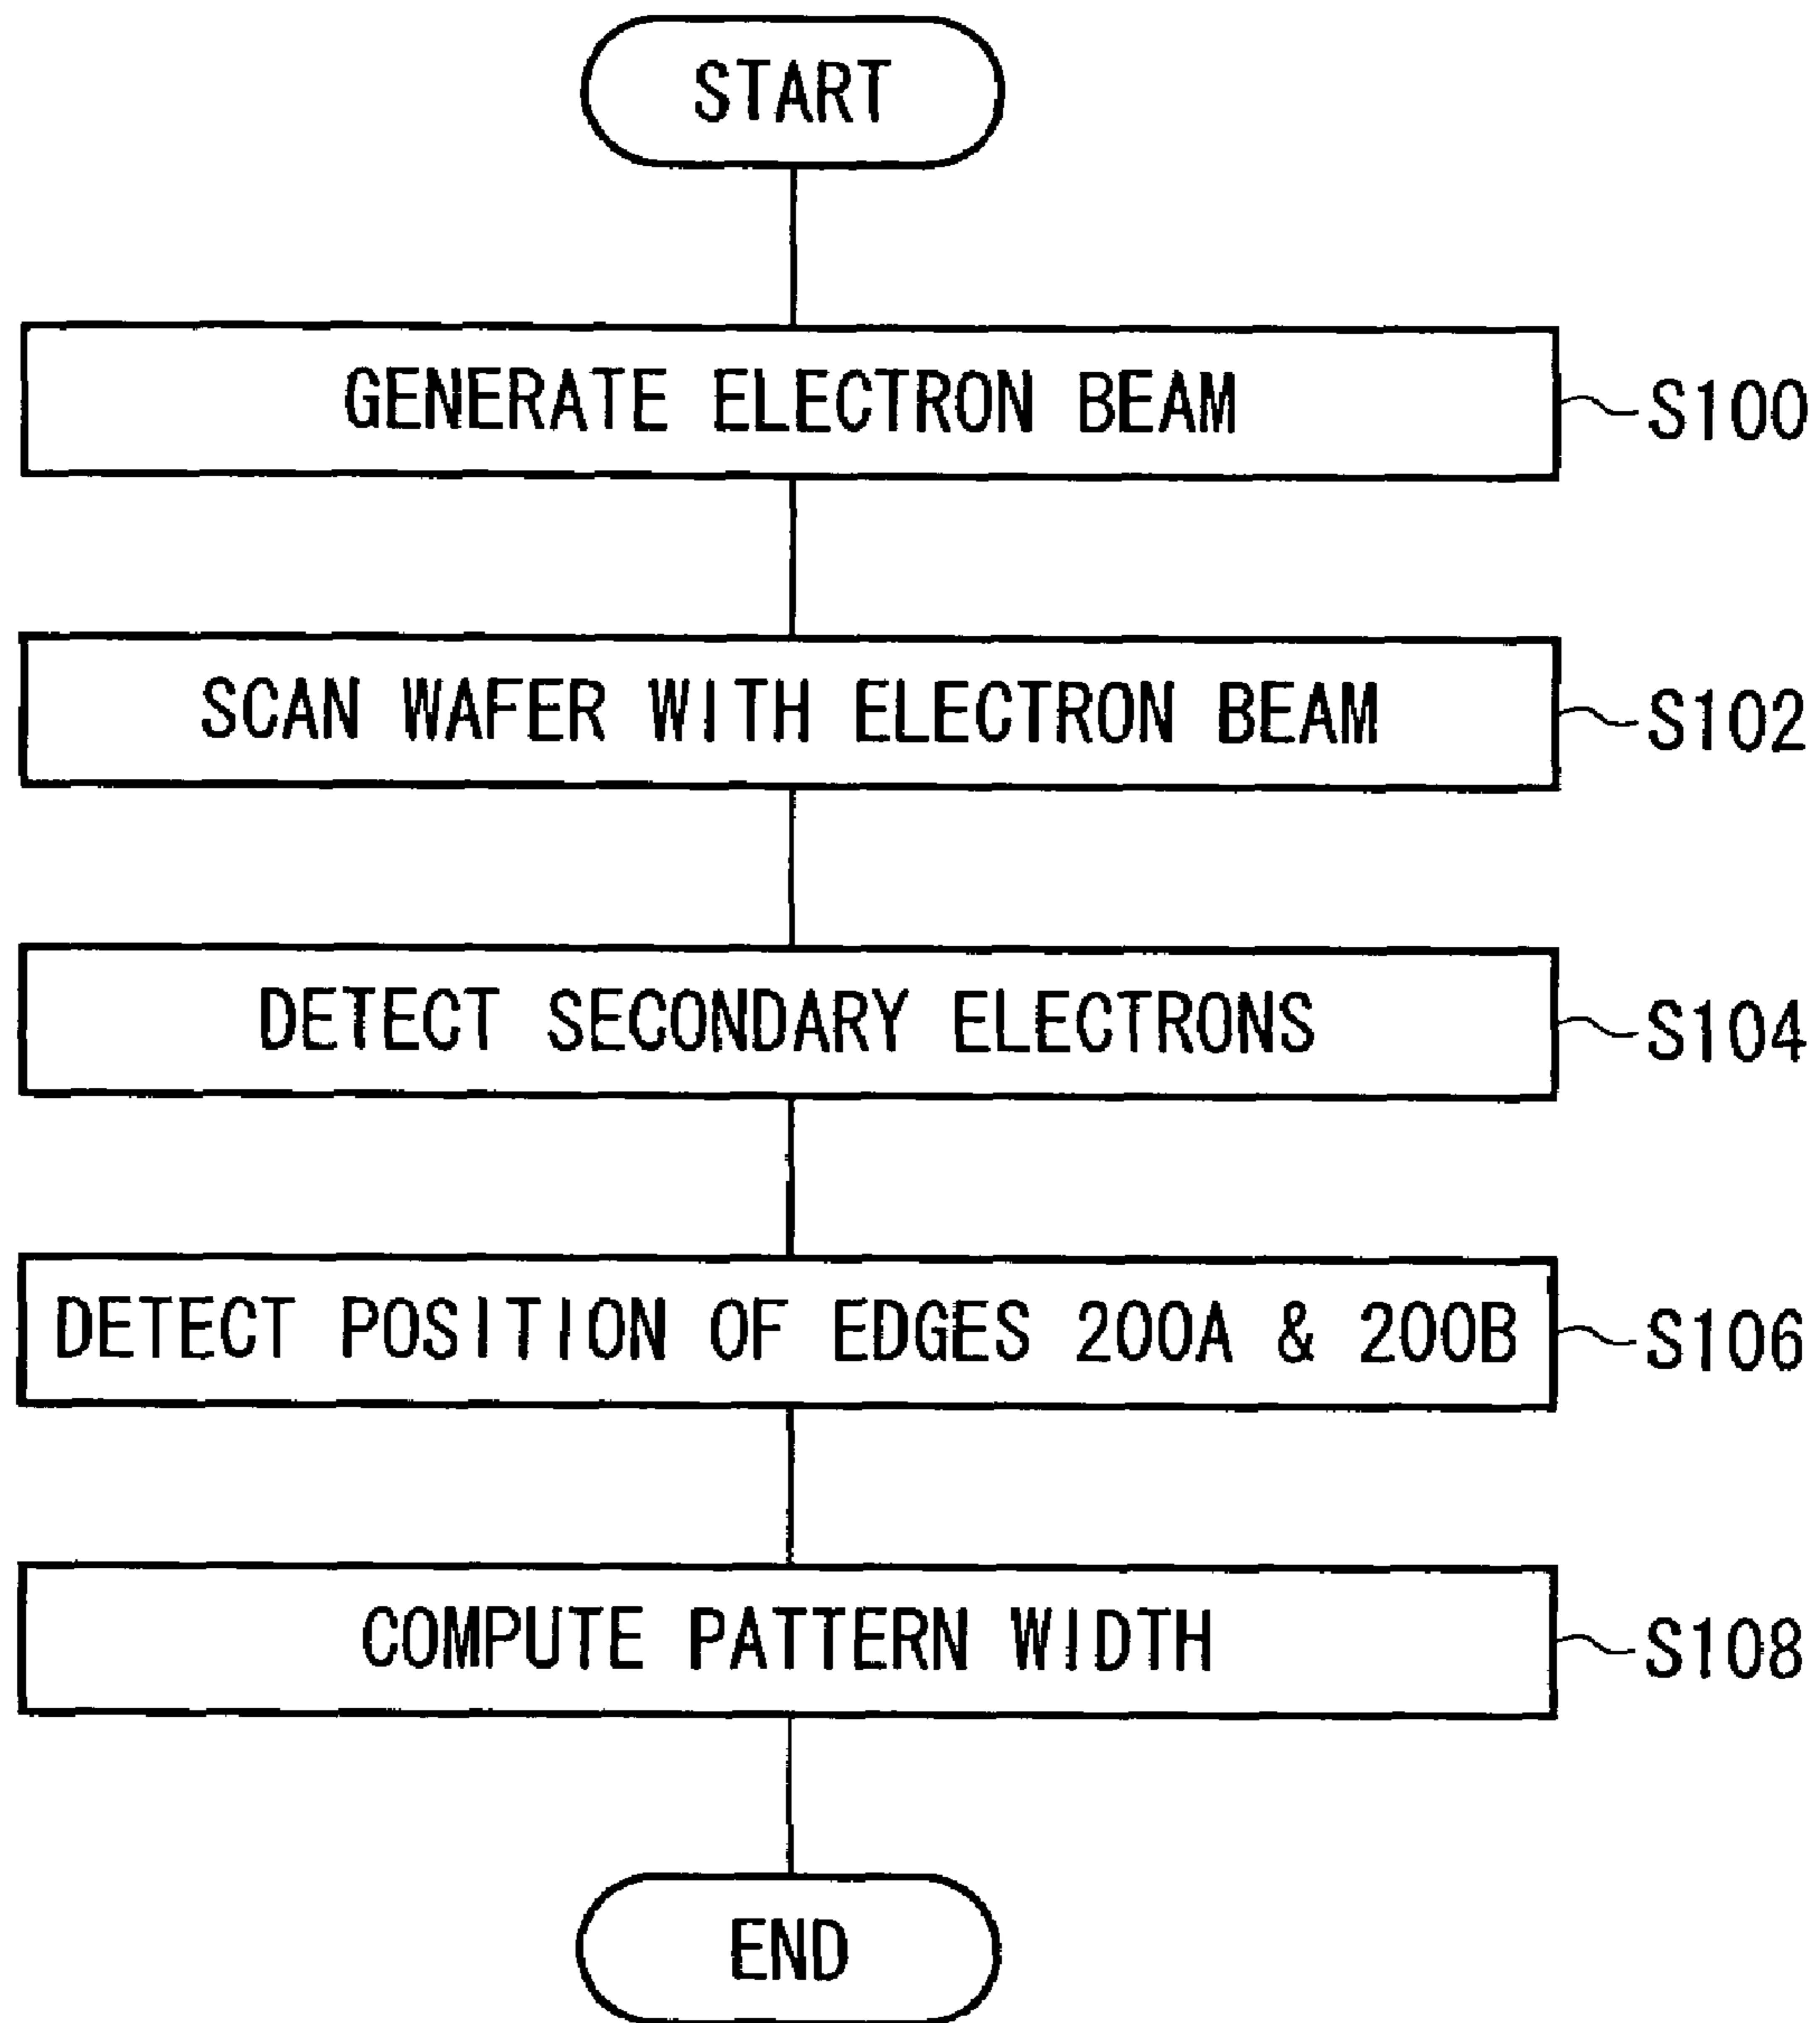 START
GENERATE ELECTRON BEAM S100
SCAN WAFER WITH ELECTRON BEAM S102
DETECT SECONDARY ELECTRONS S104
DETECT POSITION OF EDGES 200A & 200B S106
COMPUTE PATTERN WIDTH S108
END